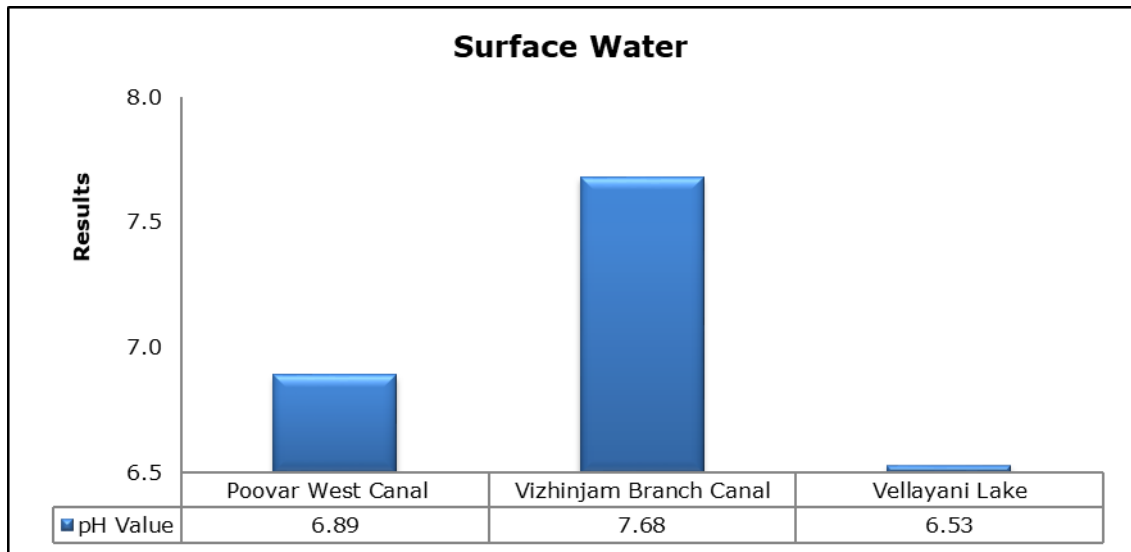 Surface Water
Results
8.0
7.5
7.0
6.5
Poovar West Canal Vizhinjam Branch Canal Vellayani Lake
pH Value 6.89 7.68 6.53